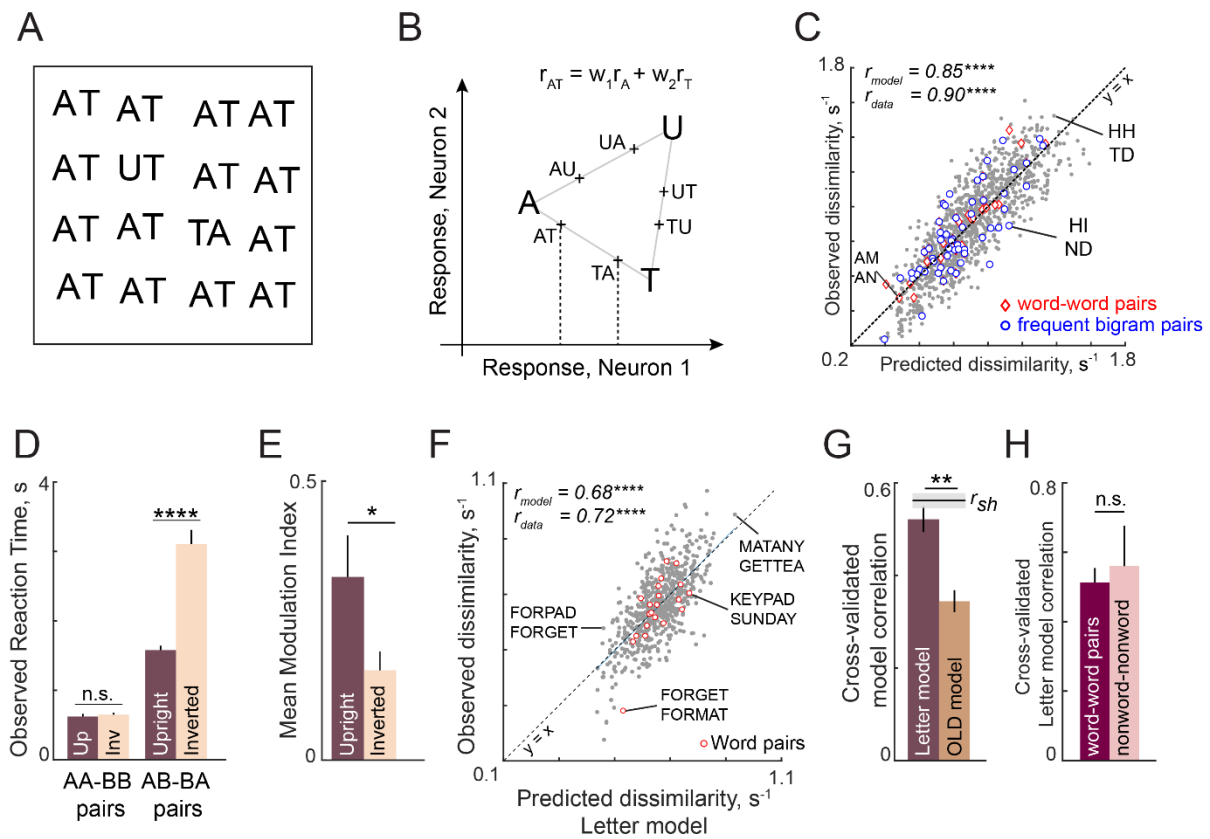 A
AT AT AT AT
AT UT AT AT
AT AT TA AT
AT AT AT AT
B
r_AT = w_1r_A + w_2r_T
Response, Neuron 2
U
UA
AU
A
UT
AT
TU
TA
T
Response, Neuron 1
C
1.8
r_model = 0.85****
r_data = 0.90****
y = x
HH
TD
Observed dissimilarity, s⁻¹
HI
ND
AM
AN
word-word pairs
frequent bigram pairs
0.2
Predicted dissimilarity, s⁻¹
1.8
D
Observed Reaction Time, s
4
****
n.s.
Up
Inv
Upright
Inverted
0
AA-BB
pairs
AB-BA
pairs
E
Mean Modulation Index
0.5
*
Upright
Inverted
0
F
1.1
r_model = 0.68****
r_data = 0.72****
Observed dissimilarity, s⁻¹
MATANY
GETTEA
KEYPAD
SUNDAY
FORPAD
FORGET
FORGET
FORMAT
y = x
Word pairs
0.1
1.1
Predicted dissimilarity, s⁻¹
Letter model
G
Cross-validated
model correlation
0.6
**
r_sh
Letter model
OLD model
0
H
Cross-validated
Letter model correlation
0.8
n.s.
word-word pairs
nonword-nonword
0